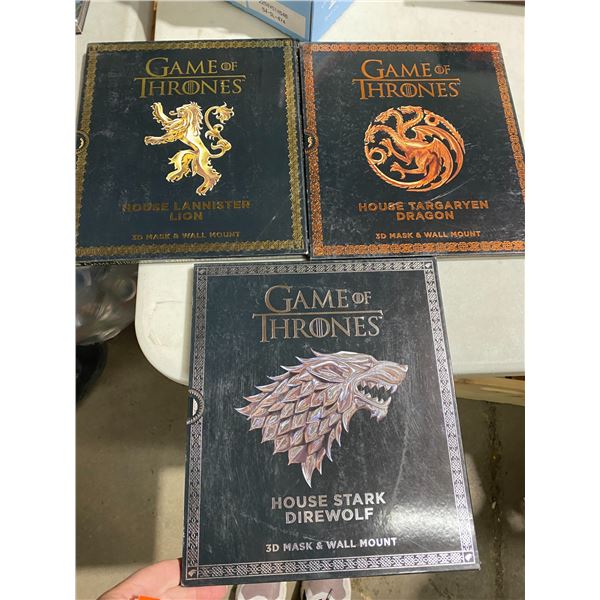 GAME OF
THRONES
HOUSE LANNISTER
LION
3D MASK & WALL MOUNT
GAME OF
THRONES
HOUSE TARGARYEN
DRAGON
3D MASK & WALL MOUNT
GAME OF
THRONES
HOUSE STARK
DIREWOLF
3D MASK & WALL MOUNT